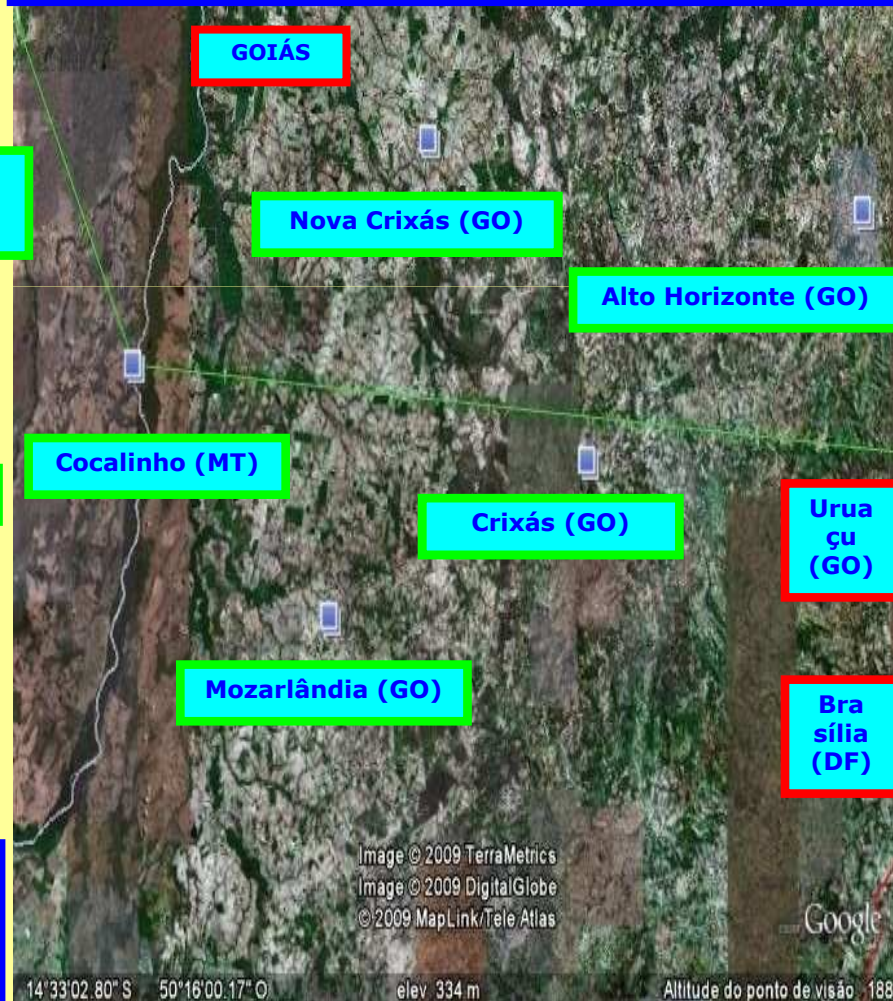 GOIÁS
Nova Crixás (GO)
Alto Horizonte (GO)
Cocalinho (MT)
Crixás (GO)
Urua
çu
(GO)
Mozarlândia (GO)
Bra
sília
(DF)
Image © 2009 TerraMetrics
Image © 2009 DigitalGlobe
© 2009 MapLink/Tele Atlas
Google
14°33'02.80" S 50°16'00.17" O elev 334 m Altitude do ponto de visão 188